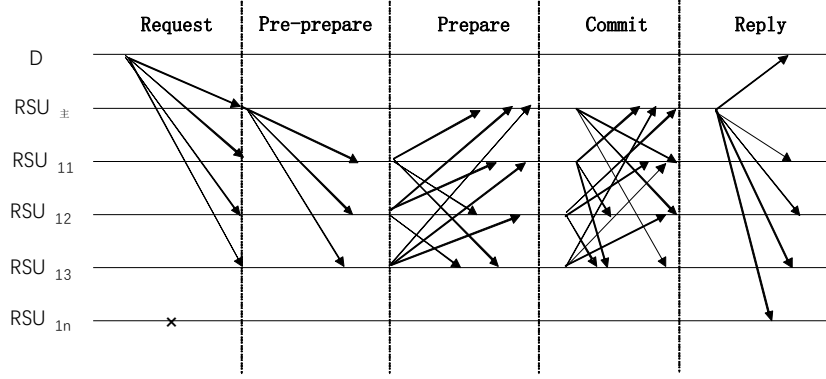 Request Pre-prepare Prepare Commit Reply
D
RSU 主
RSU 11
RSU 12
RSU 13
RSU 1n